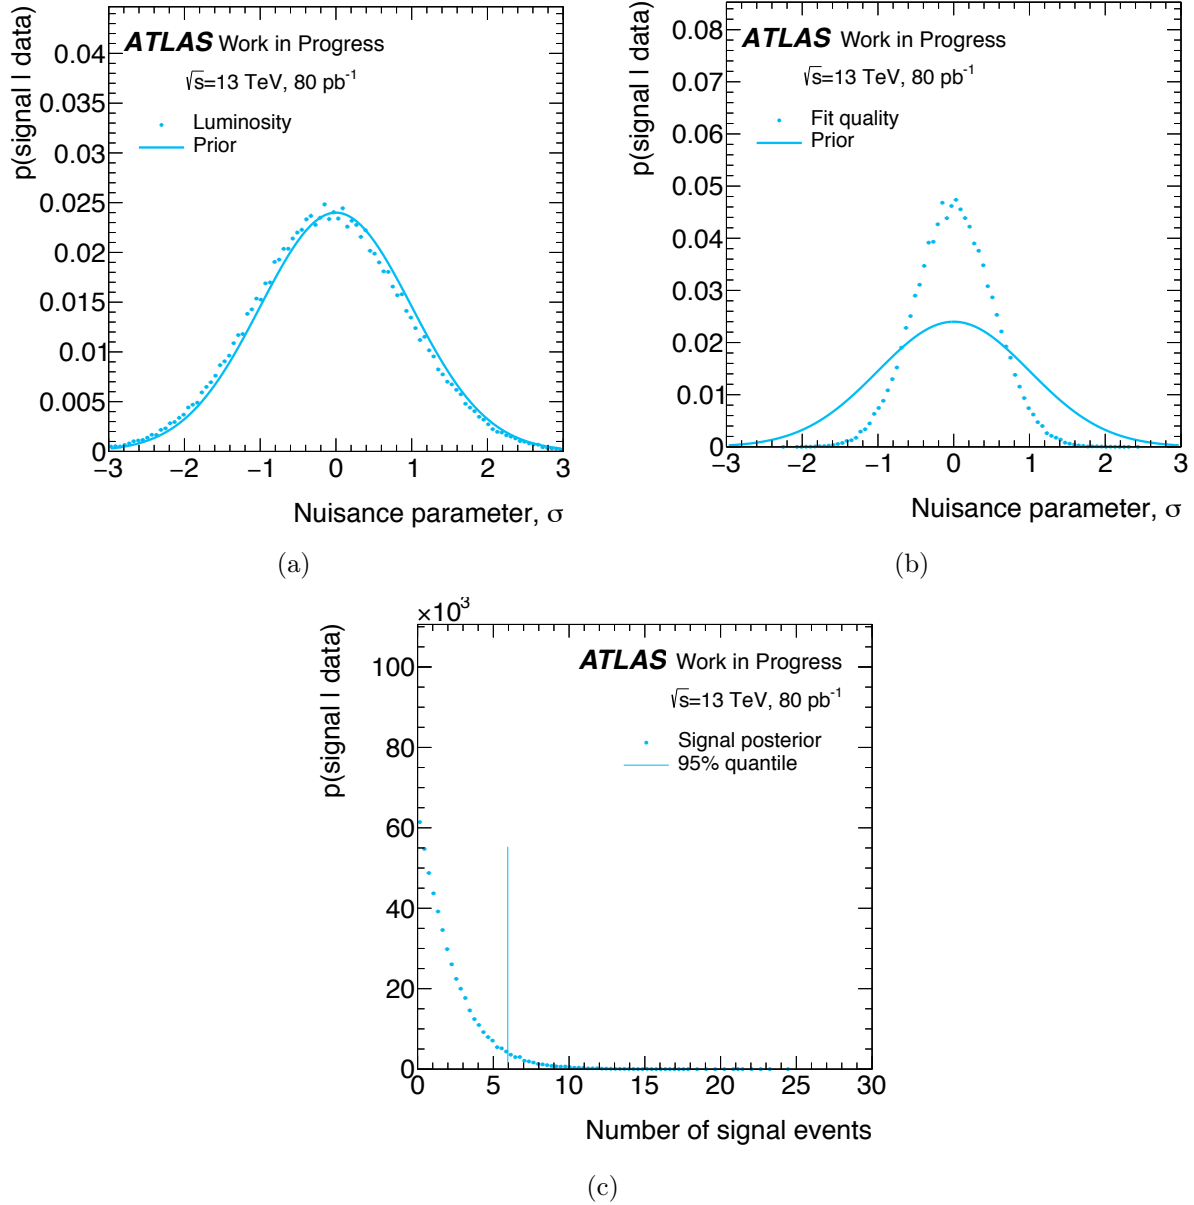 p(signal | data)
ATLAS Work in Progress
√s=13 TeV, 80 pb⁻¹
Luminosity
Prior
0.04
0.035
0.03
0.025
0.02
0.015
0.01
0.005
0
−3 −2 −1 0 1 2 3
Nuisance parameter, σ
(a)
p(signal | data)
ATLAS Work in Progress
√s=13 TeV, 80 pb⁻¹
Fit quality
Prior
0.08
0.07
0.06
0.05
0.04
0.03
0.02
0.01
0
−3 −2 −1 0 1 2 3
Nuisance parameter, σ
(b)
×10³
p(signal | data)
ATLAS Work in Progress
√s=13 TeV, 80 pb⁻¹
Signal posterior
95% quantile
100
80
60
40
20
0
0 5 10 15 20 25 30
Number of signal events
(c)